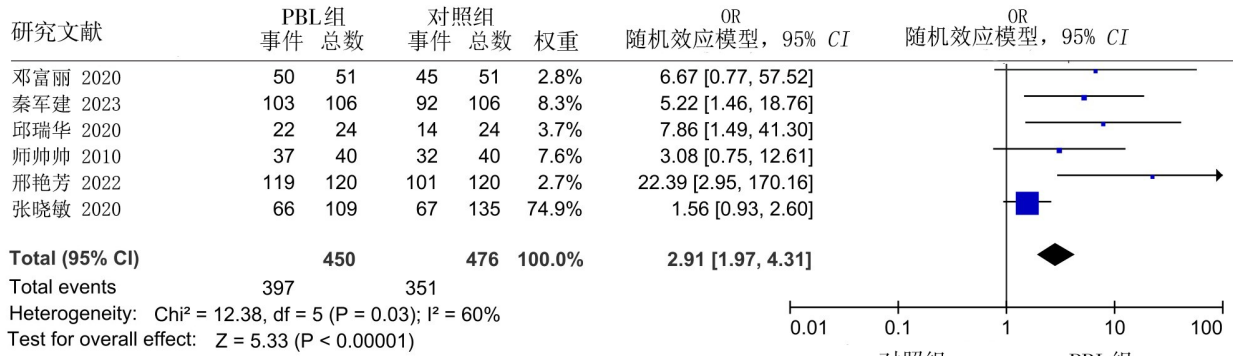 PBL组 对照组 OR OR
研究文献 事件 总数 事件 总数 权重 随机效应模型, 95% CI 随机效应模型, 95% CI
邓富丽 2020 50 51 45 51 2.8% 6.67 [0.77, 57.52]
秦军建 2023 103 106 92 106 8.3% 5.22 [1.46, 18.76]
邱瑞华 2020 22 24 14 24 3.7% 7.86 [1.49, 41.30]
师帅帅 2010 37 40 32 40 7.6% 3.08 [0.75, 12.61]
邢艳芳 2022 119 120 101 120 2.7% 22.39 [2.95, 170.16]
张晓敏 2020 66 109 67 135 74.9% 1.56 [0.93, 2.60]
Total (95% CI) 450 476 100.0% 2.91 [1.97, 4.31]
Total events 397 351
Heterogeneity: Chi² = 12.38, df = 5 (P = 0.03); I² = 60%
Test for overall effect: Z = 5.33 (P < 0.00001)
0.01 0.1 1 10 100
对照组 PBL组